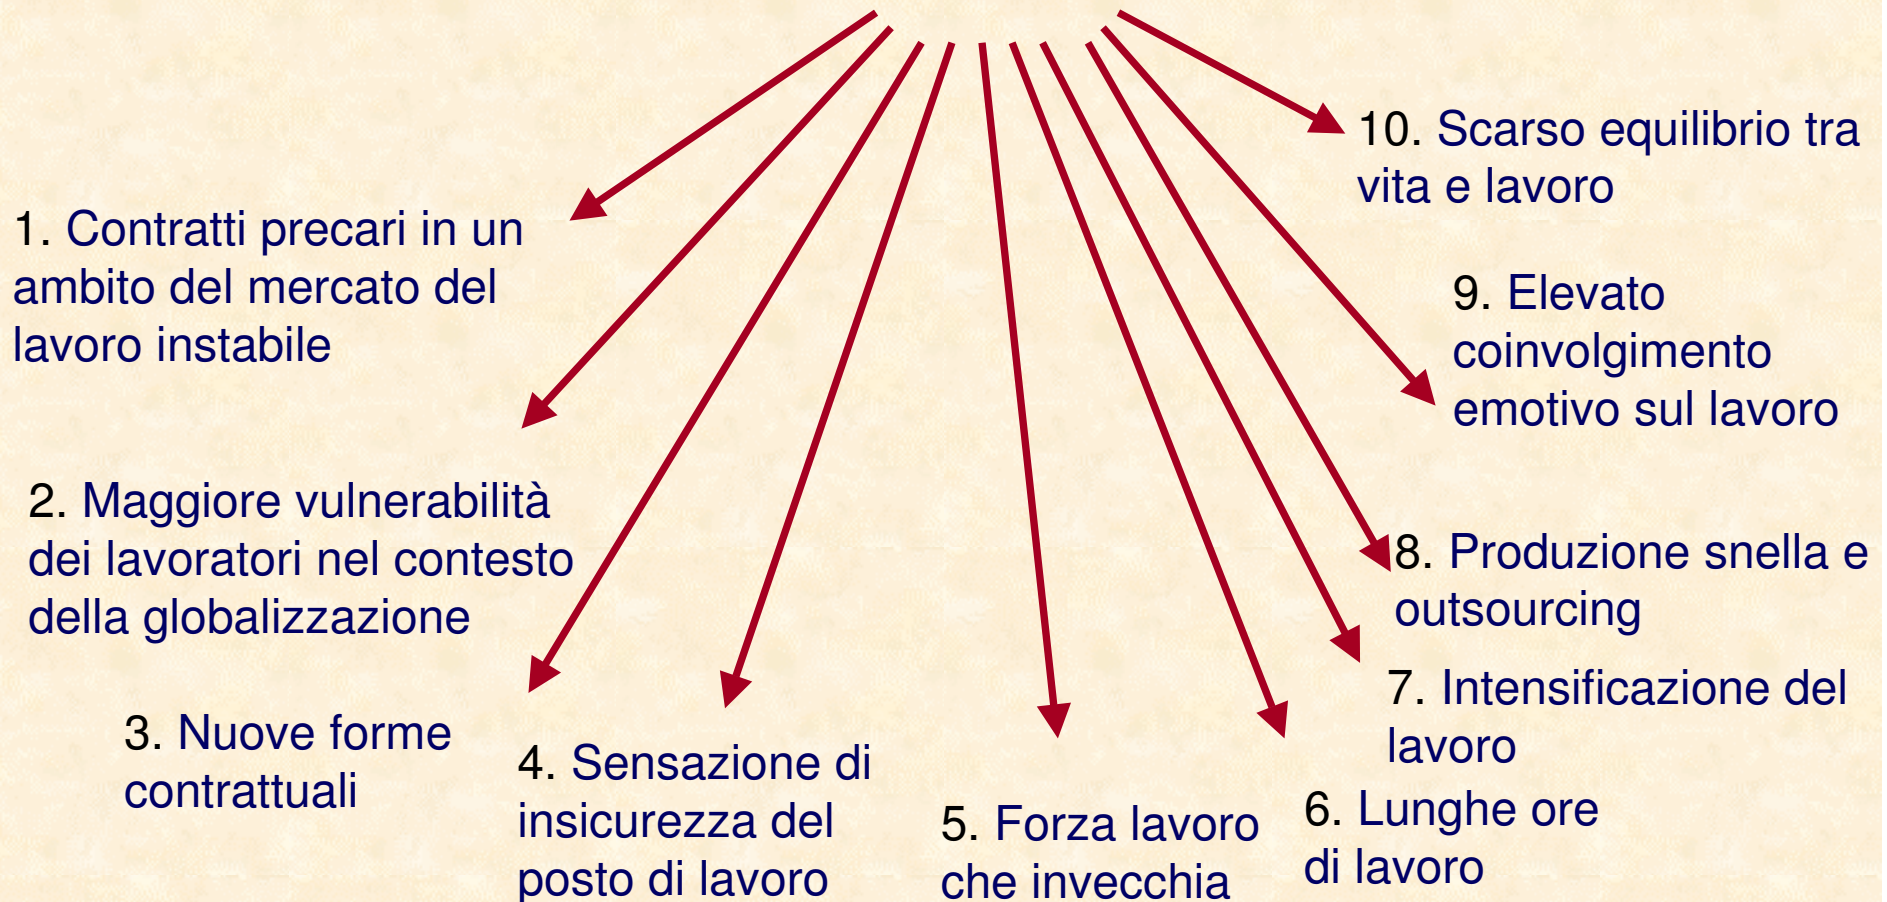 1. Contratti precari in un
ambito del mercato del
lavoro instabile
2. Maggiore vulnerabilità
dei lavoratori nel contesto
della globalizzazione
3. Nuove forme
contrattuali
4. Sensazione di
insicurezza del
posto di lavoro
5. Forza lavoro
che invecchia
6. Lunghe ore
di lavoro
7. Intensificazione del
lavoro
8. Produzione snella e
outsourcing
9. Elevato
coinvolgimento
emotivo sul lavoro
10. Scarso equilibrio tra
vita e lavoro